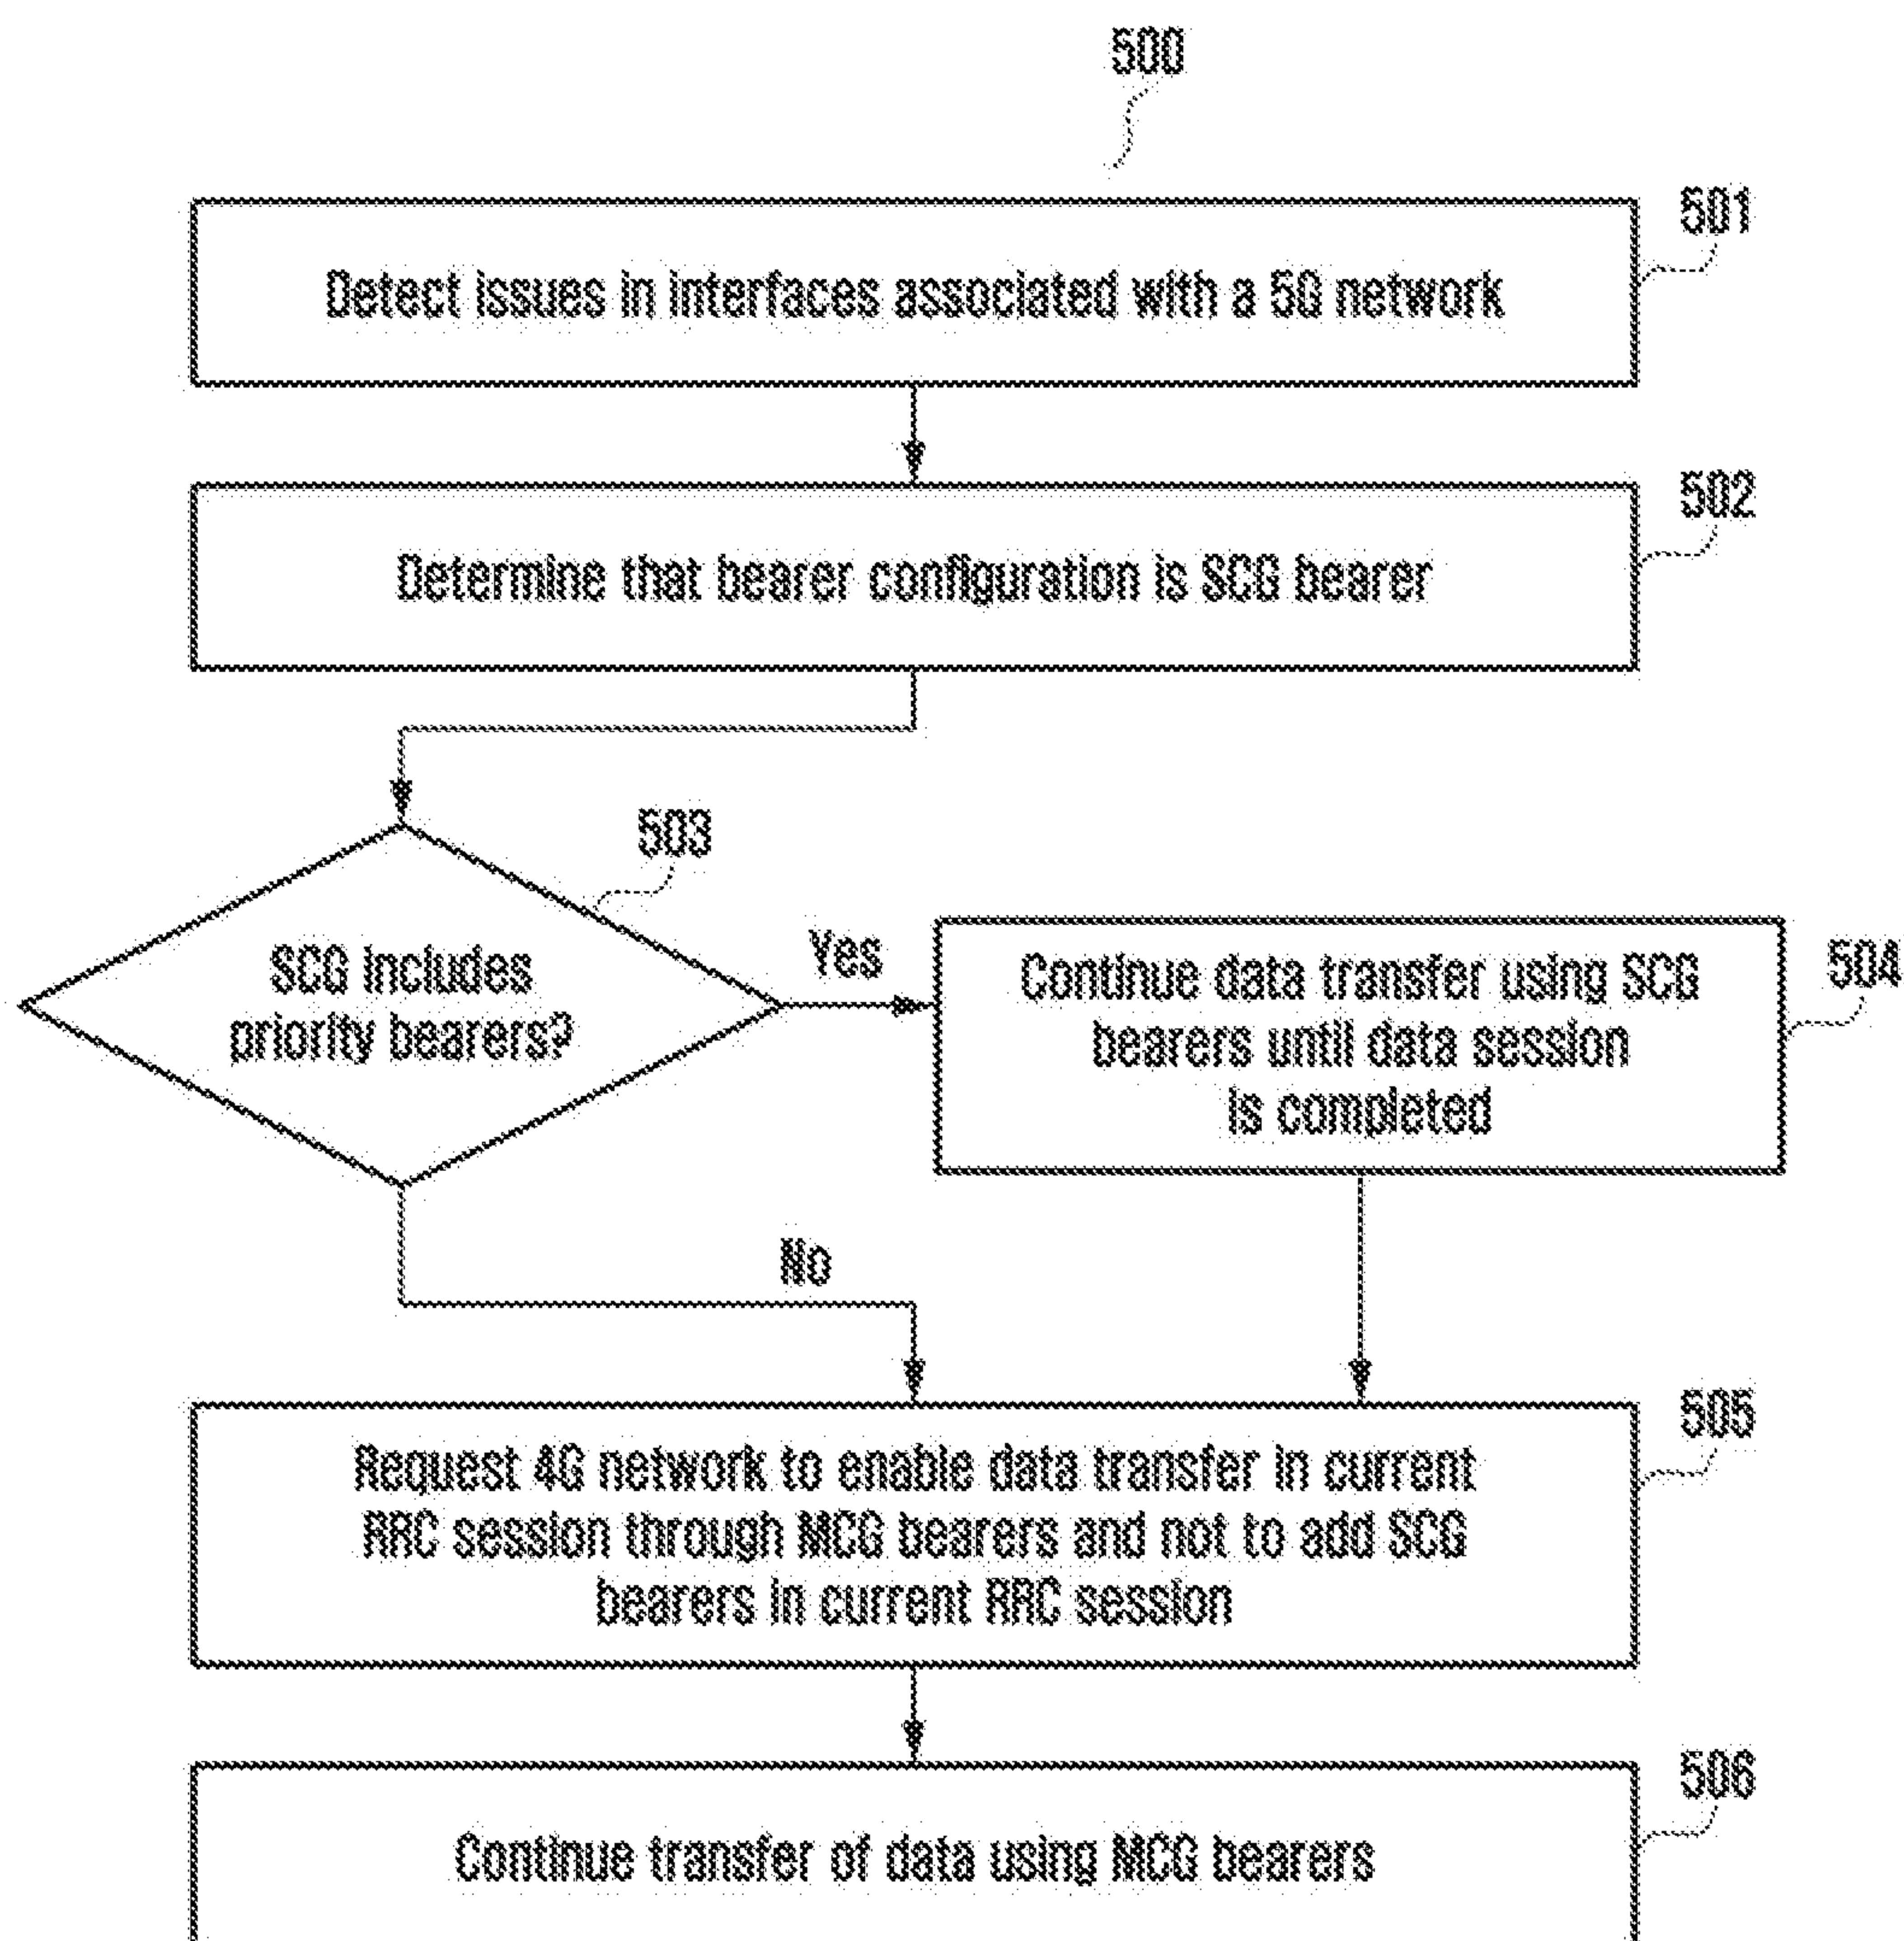 500
501
Detect issues in interfaces associated with a 5G network
502
Determine that bearer configuration is SCG bearer
503
SCG includes
priority bearers?
Yes
504
Continue data transfer using SCG
bearers until data session
is completed
No
505
Request 4G network to enable data transfer in current
RRC session through MCG bearers and not to add SCG
bearers in current RRC session
506
Continue transfer of data using MCG bearers